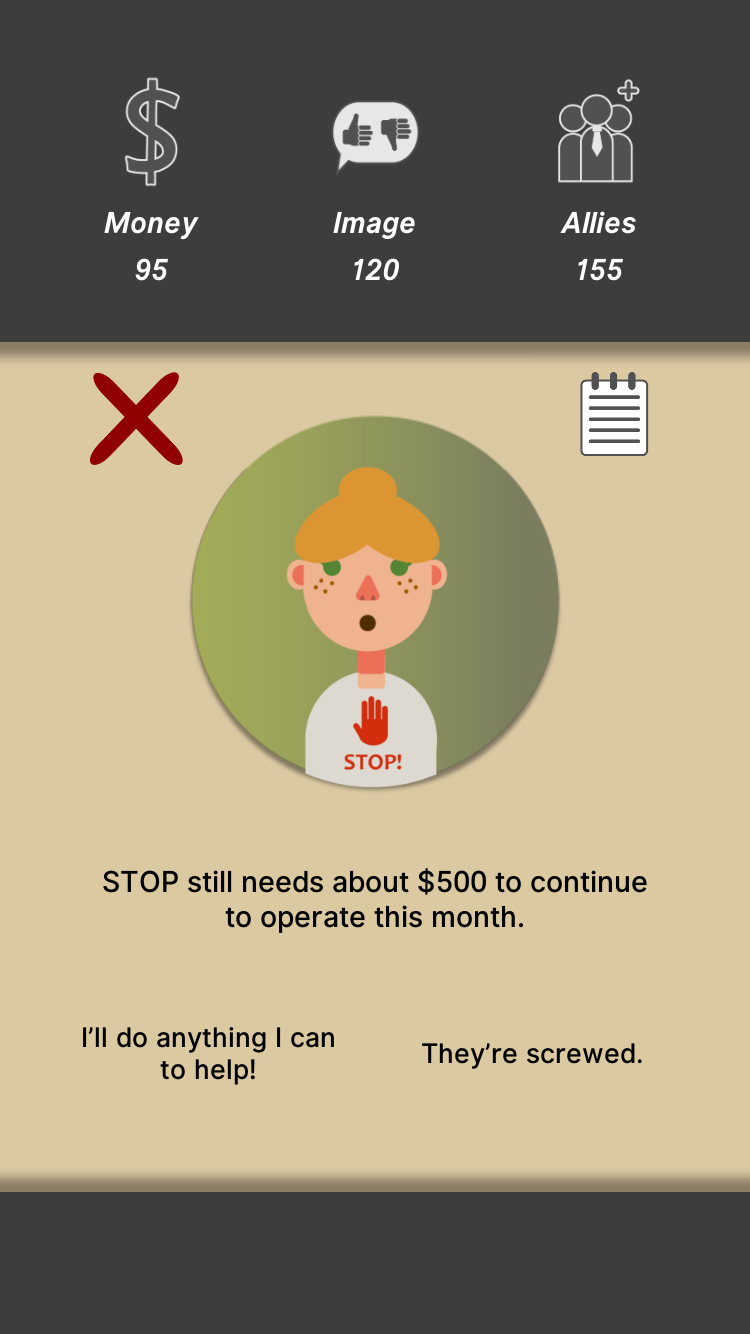 Money Image Allies
95 120 155
STOP!
STOP still needs about $500 to continue
to operate this month.
I’ll do anything I can
to help!
They’re screwed.